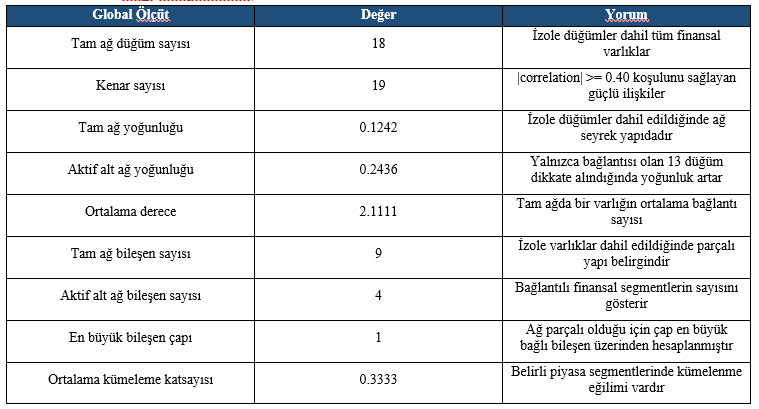 Global Ölçüt Değer Yorum
Tam ağ düğüm sayısı 18 İzole düğümler dahil tüm finansal
varlıklar
Kenar sayısı 19 |correlation| >= 0.40 koşulunu sağlayan
güçlü ilişkiler
Tam ağ yoğunluğu 0.1242 İzole düğümler dahil edildiğinde ağ
seyrek yapıdadır
Aktif alt ağ yoğunluğu 0.2436 Yalnızca bağlantısı olan 13 düğüm
dikkate alındığında yoğunluk artar
Ortalama derece 2.1111 Tam ağda bir varlığın ortalama bağlantı
sayısı
Tam ağ bileşen sayısı 9 İzole varlıklar dahil edildiğinde parçalı
yapı belirgindir
Aktif alt ağ bileşen sayısı 4 Bağlantılı finansal segmentlerin sayısını
gösterir
En büyük bileşen çapı 1 Ağ parçalı olduğu için çap en büyük
bağlı bileşen üzerinden hesaplanmıştır
Ortalama kümeleme katsayısı 0.3333 Belirli piyasa segmentlerinde kümelenme
eğilimi vardır